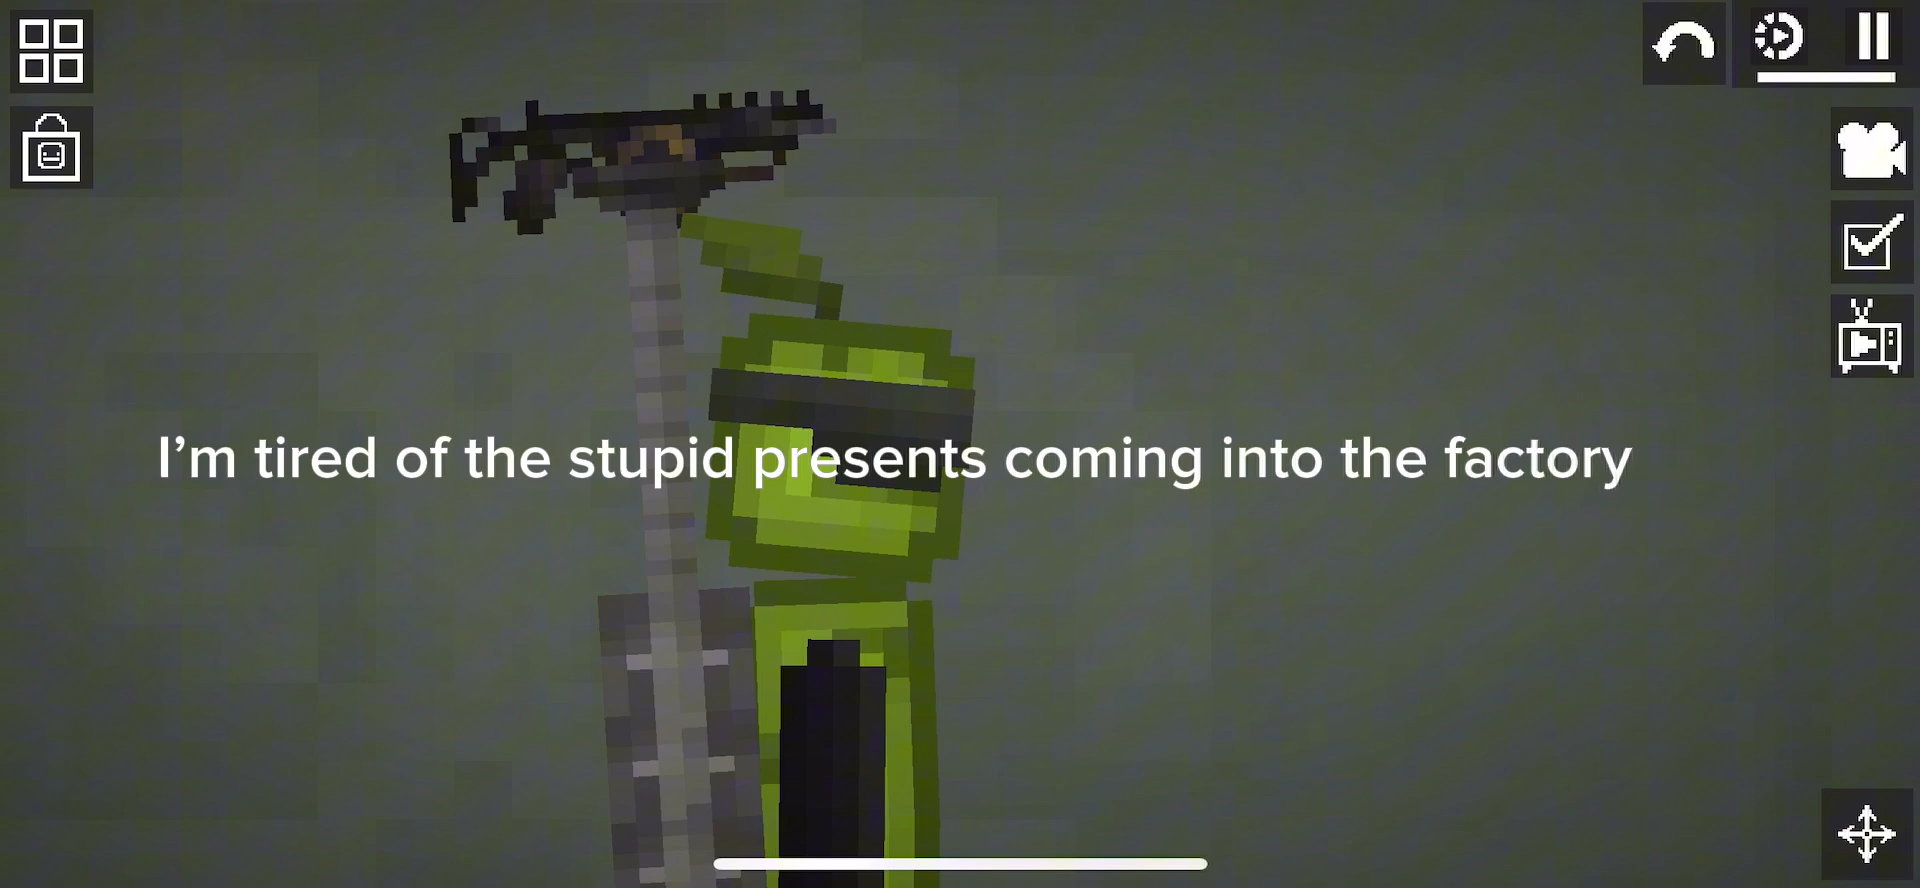 I’m tired of the stupid presents coming into the factory